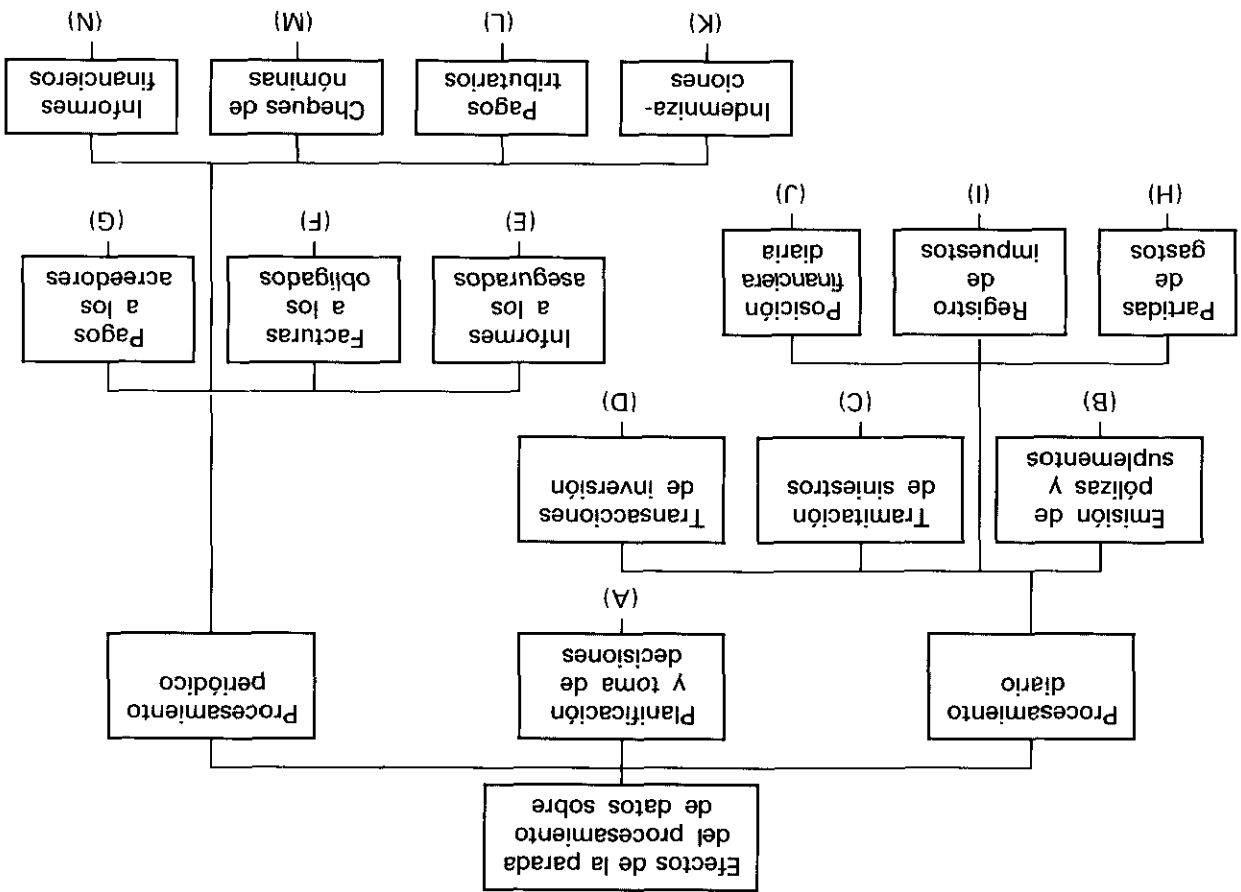 Efectos de la parada
del procesamiento
de datos sobre
Procesamiento
diario
Planificación
y toma de
decisiones
(A)
Procesamiento
periódico
Emisión de
pólizas y
suplementos
(B)
Tramitación
de siniestros
(C)
Transacciones
de inversión
(D)
Informes
a los
asegurados
(E)
Facturas
a los
obligados
(F)
Pagos
a los
acreedores
(G)
Partidas
de
gastos
(H)
Registro
de
impuestos
(I)
Posición
financiera
diaria
(J)
Indemniza-
ciones
(K)
Pagos
tributarios
(L)
Cheques de
nóminas
(M)
Informes
financieros
(N)